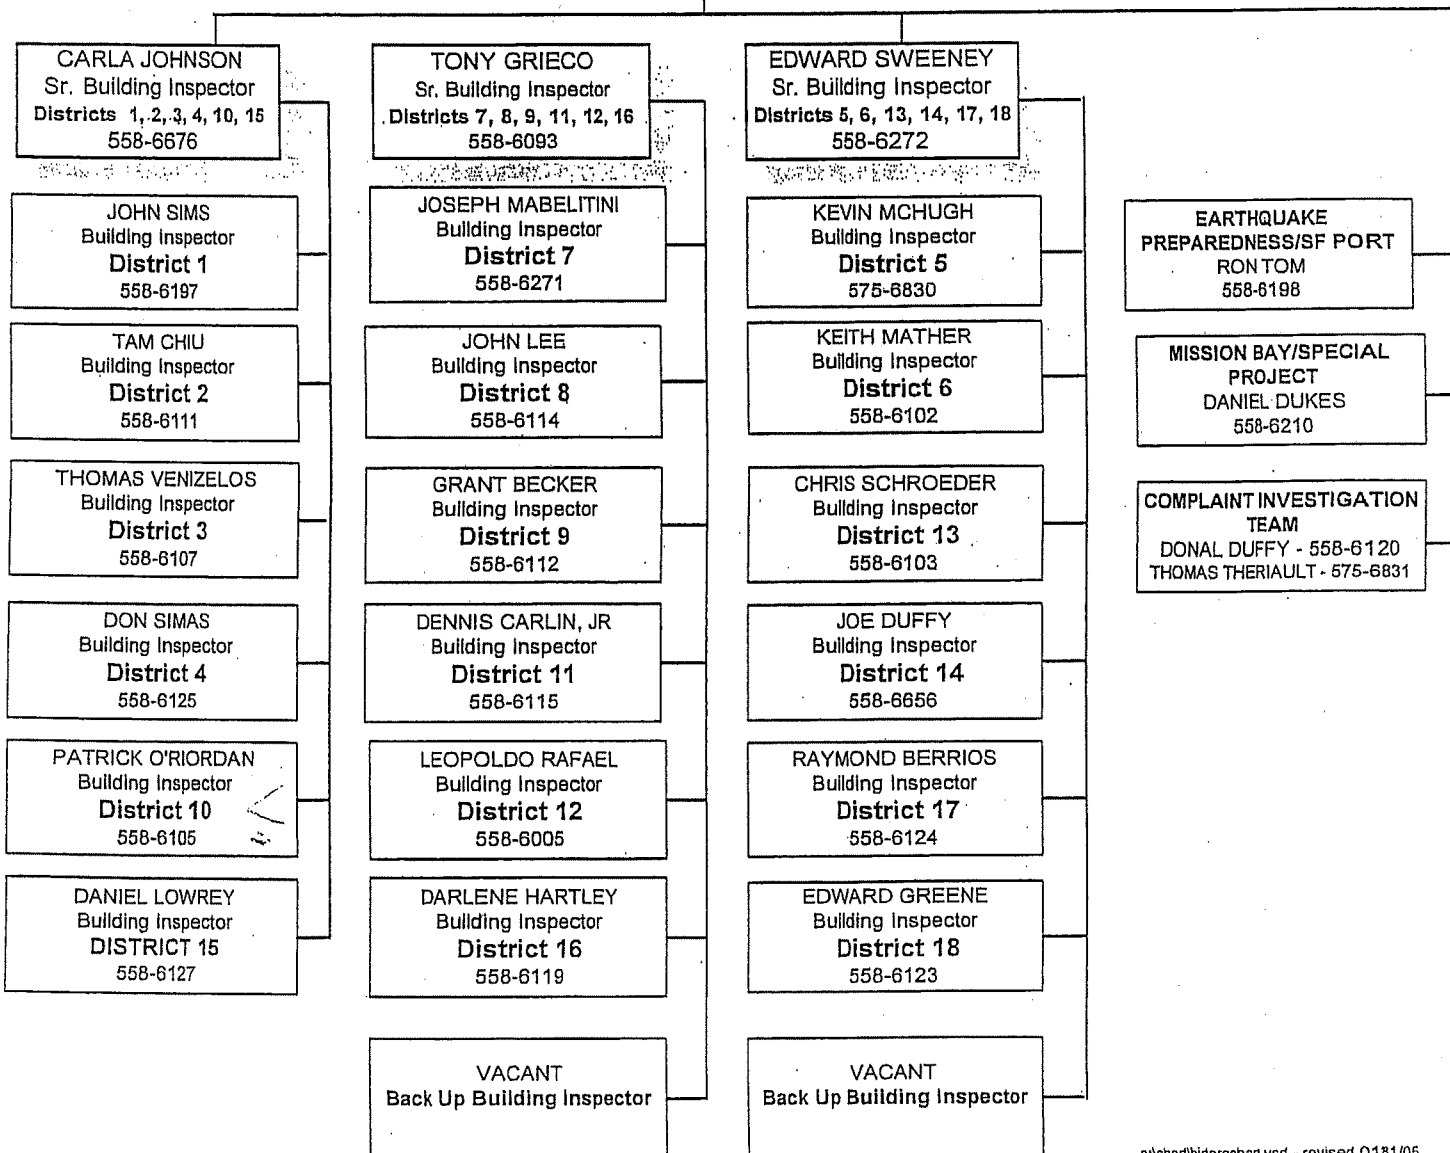 CARLA JOHNSON
Sr. Building Inspector
Districts 1, 2, 3, 4, 10, 15
558-6676
JOHN SIMS
Building Inspector
District 1
558-6197
TAM CHIU
Building Inspector
District 2
558-6111
THOMAS VENIZELOS
Building Inspector
District 3
558-6107
DON SIMAS
Building Inspector
District 4
558-6125
PATRICK O'RIORDAN
Building Inspector
District 10
558-6105
DANIEL LOWREY
Building Inspector
DISTRICT 15
558-6127
TONY GRIECO
Sr. Building Inspector
Districts 7, 8, 9, 11, 12, 16
558-6093
JOSEPH MABELITINI
Building Inspector
District 7
558-6271
JOHN LEE
Building Inspector
District 8
558-6114
GRANT BECKER
Building Inspector
District 9
558-6112
DENNIS CARLIN, JR
Building Inspector
District 11
558-6115
LEOPOLDO RAFAEL
Building Inspector
District 12
558-6005
DARLENE HARTLEY
Building Inspector
District 16
558-6119
VACANT
Back Up Building Inspector
EDWARD SWEENEY
Sr. Building Inspector
Districts 5, 6, 13, 14, 17, 18
558-6272
KEVIN MCHUGH
Building Inspector
District 5
575-6830
KEITH MATHER
Building Inspector
District 6
558-6102
CHRIS SCHROEDER
Building Inspector
District 13
558-6103
JOE DUFFY
Building Inspector
District 14
558-6656
RAYMOND BERRIOS
Building Inspector
District 17
558-6124
EDWARD GREENE
Building Inspector
District 18
558-6123
VACANT
Back Up Building Inspector
EARTHQUAKE
PREPAREDNESS/SF PORT
RON TOM
558-6198
MISSION BAY/SPECIAL
PROJECT
DANIEL DUKES
558-6210
COMPLAINT INVESTIGATION
TEAM
DONAL DUFFY - 558-6120
THOMAS THERIAULT - 575-6831
revised